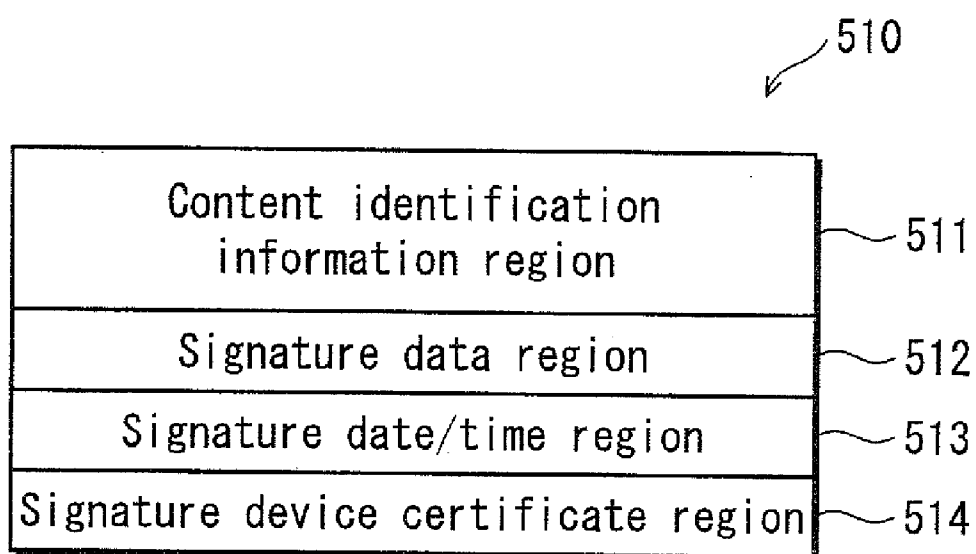 510
Content identification
information region
511
Signature data region
512
Signature date/time region
513
Signature device certificate region
514